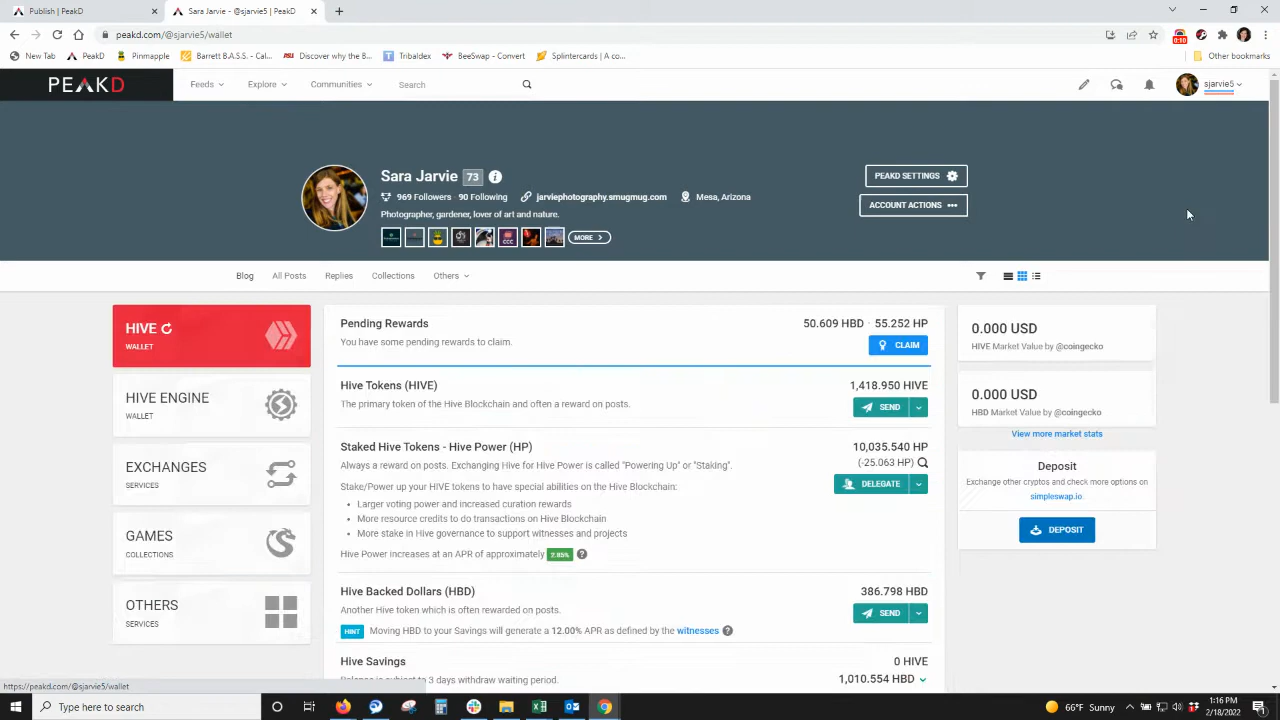 Publish | PEAKD
Sara Jarvie - @sjarvie5 | PeakD
peakd.com/@sjarvie5/wallet
0:10
New Tab
PeakD
Pinmapple
Barrett B.A.S.S. - Cal...
Discover why the B...
Tribaldex
BeeSwap - Convert
Splintercards | A co...
Other bookmarks
PEAKD
Feeds
Explore
Communities
Search
sjarvie5
Sara Jarvie 73
969 Followers 90 Following jarviephotography.smugmug.com Mesa, Arizona
Photographer, gardener, lover of art and nature.
CCC
MORE
PEAKD SETTINGS
ACCOUNT ACTIONS
Blog All Posts Replies Collections Others
HIVE
WALLET
HIVE ENGINE
WALLET
EXCHANGES
SERVICES
GAMES
COLLECTIONS
OTHERS
SERVICES
Pending Rewards 50.609 HBD · 55.252 HP
You have some pending rewards to claim. CLAIM
Hive Tokens (HIVE) 1,418.950 HIVE
The primary token of the Hive Blockchain and often a reward on posts. SEND
Staked Hive Tokens - Hive Power (HP) 10,035.540 HP
Always a reward on posts. Exchanging Hive for Hive Power is called "Powering Up" or "Staking". (-25.063 HP)
Stake/Power up your HIVE tokens to have special abilities on the Hive Blockchain: DELEGATE
• Larger voting power and increased curation rewards
• More resource credits to do transactions on Hive Blockchain
• More stake in Hive governance to support witnesses and projects
Hive Power increases at an APR of approximately 2.85% ?
Hive Backed Dollars (HBD) 386.798 HBD
Another Hive token which is often rewarded on posts. SEND
HINT Moving HBD to your Savings will generate a 12.00% APR as defined by the witnesses ?
Hive Savings 0 HIVE
Balance is subject to 3 days withdraw waiting period. 1,010.554 HBD
0.000 USD
HIVE Market Value by @coingecko
0.000 USD
HBD Market Value by @coingecko
View more market stats
Deposit
Exchange other cryptos and check more options on
simpleswap.io
DEPOSIT
https://peakd.com/@sjarvie5/wallet
Type here to search
66°F Sunny
1:16 PM
2/18/2022